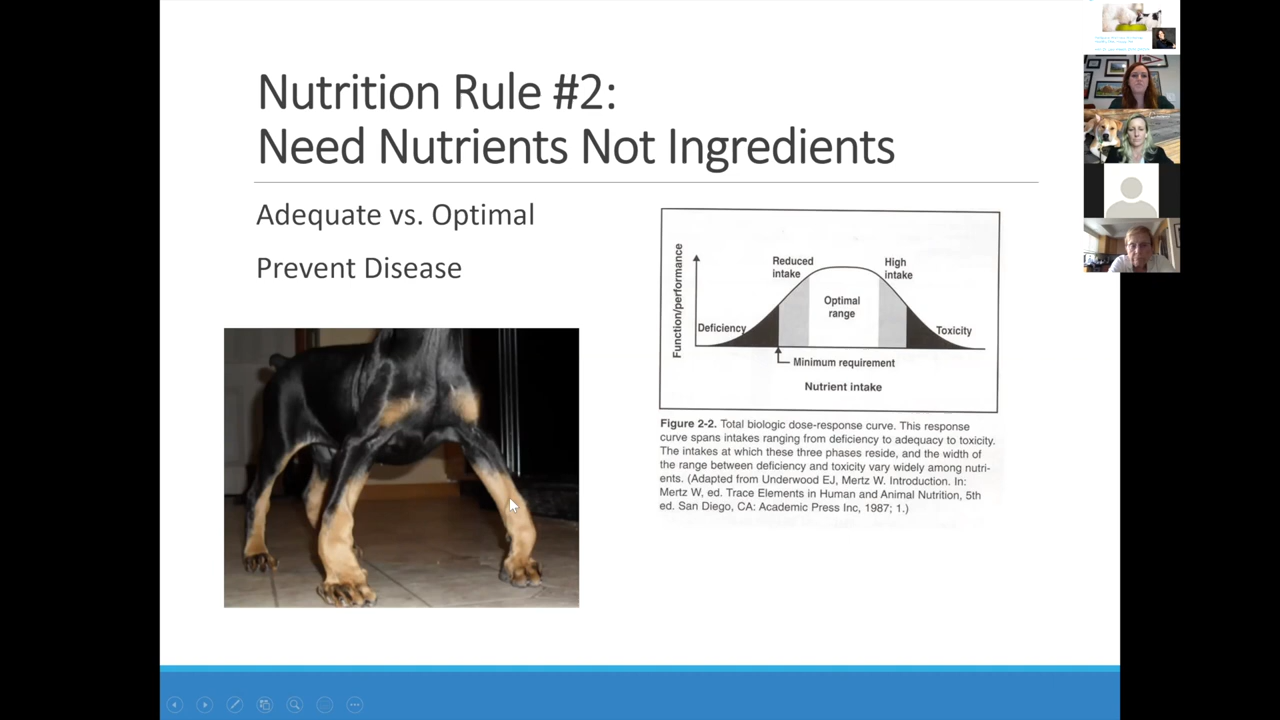 Nutrition Rule #2:
Need Nutrients Not Ingredients
Adequate vs. Optimal
Prevent Disease
Function/performance
Reduced
intake
High
intake
Optimal
range
Deficiency
Toxicity
Minimum requirement
Nutrient intake
Figure 2-2. Total biologic dose-response curve. This response
curve spans intakes ranging from deficiency to adequacy to toxicity.
The intakes at which these three phases reside, and the width of
the range between deficiency and toxicity vary widely among nutri-
ents. (Adapted from Underwood EJ, Mertz W. Introduction. In:
Mertz W, ed. Trace Elements in Human and Animal Nutrition, 5th
ed. San Diego, CA: Academic Press Inc, 1987; 1.)